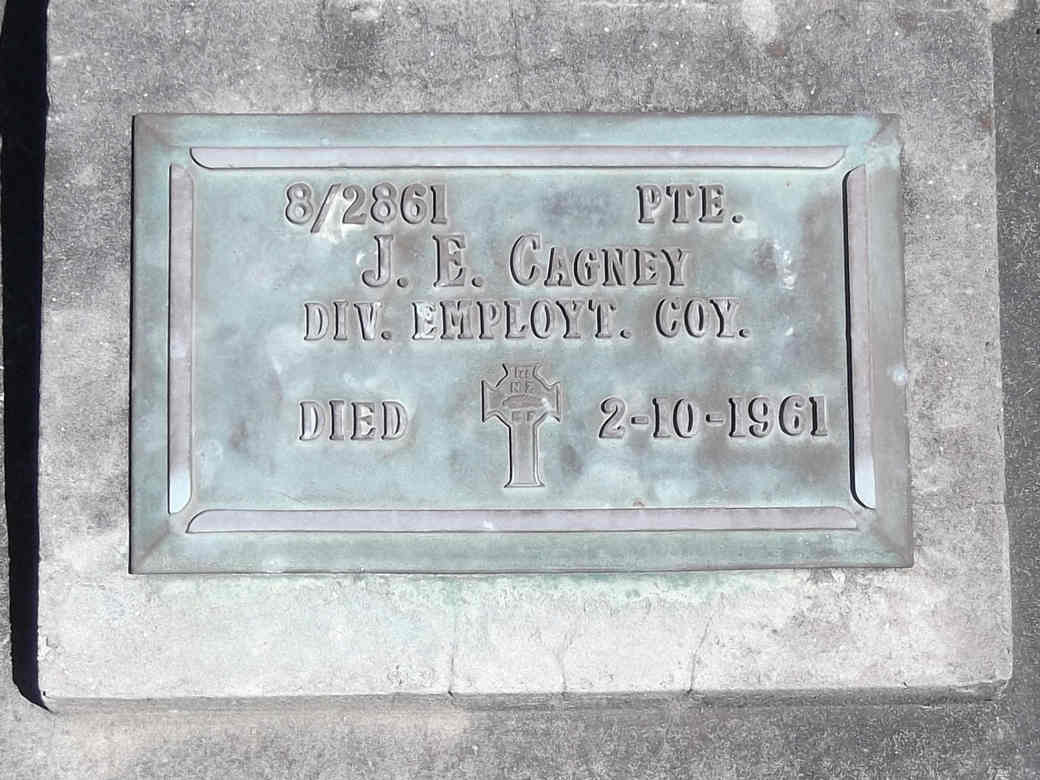 8/2861 PTE.
J. E. CAGNEY
DIV. EMPLOYT. COY.
N Z
DIED 2-10-1961